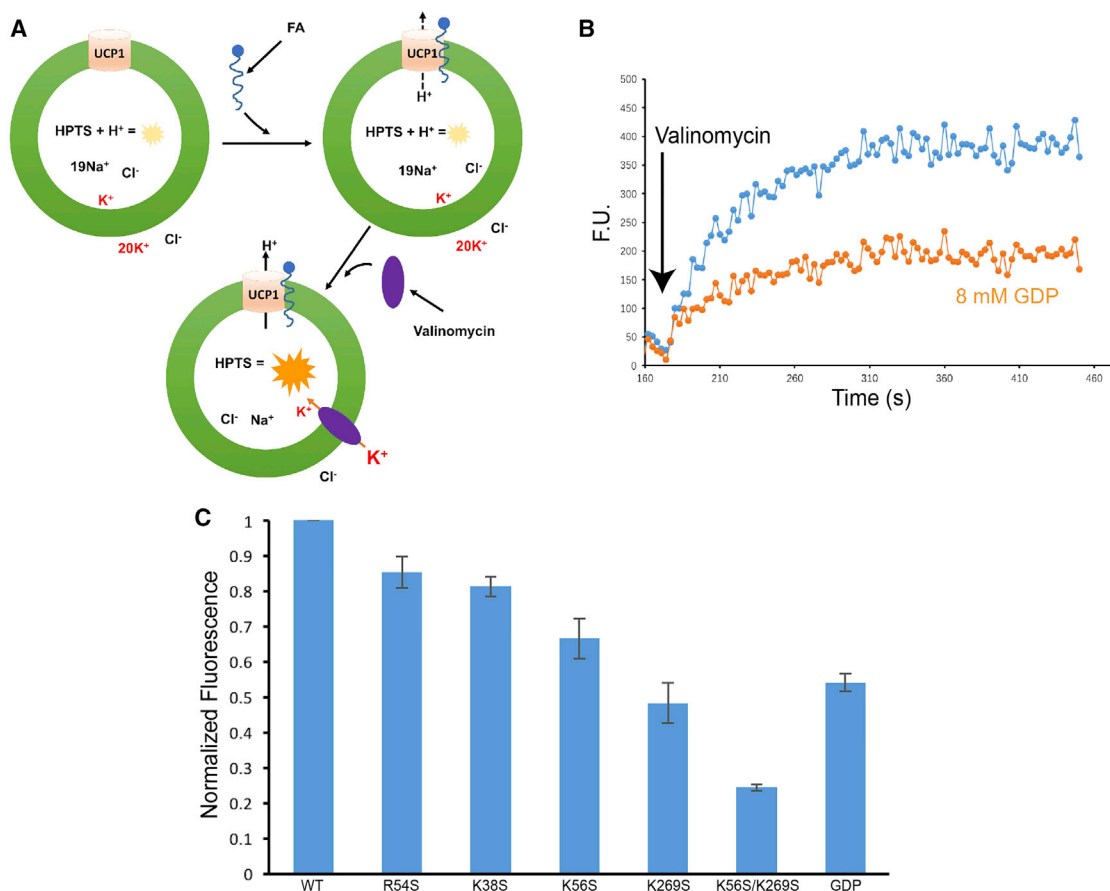 A
FA
UCP1
UCP1
H⁺
HPTS + H⁺ =
HPTS + H⁺ =
19Na⁺
Cl⁻
19Na⁺
Cl⁻
K⁺
K⁺
20K⁺
Cl⁻
20K⁺
Cl⁻
H⁺
UCP1
Valinomycin
HPTS =
K⁺
Cl⁻ Na⁺
K⁺
Cl⁻
B
500
450
400
350
300
250
200
150
100
50
0
F.U.
Valinomycin
8 mM GDP
160
210
260
310
360
410
460
Time (s)
C
Normalized Fluorescence
1
0.9
0.8
0.7
0.6
0.5
0.4
0.3
0.2
0.1
0
WT
R54S
K38S
K56S
K269S
K56S/K269S
GDP